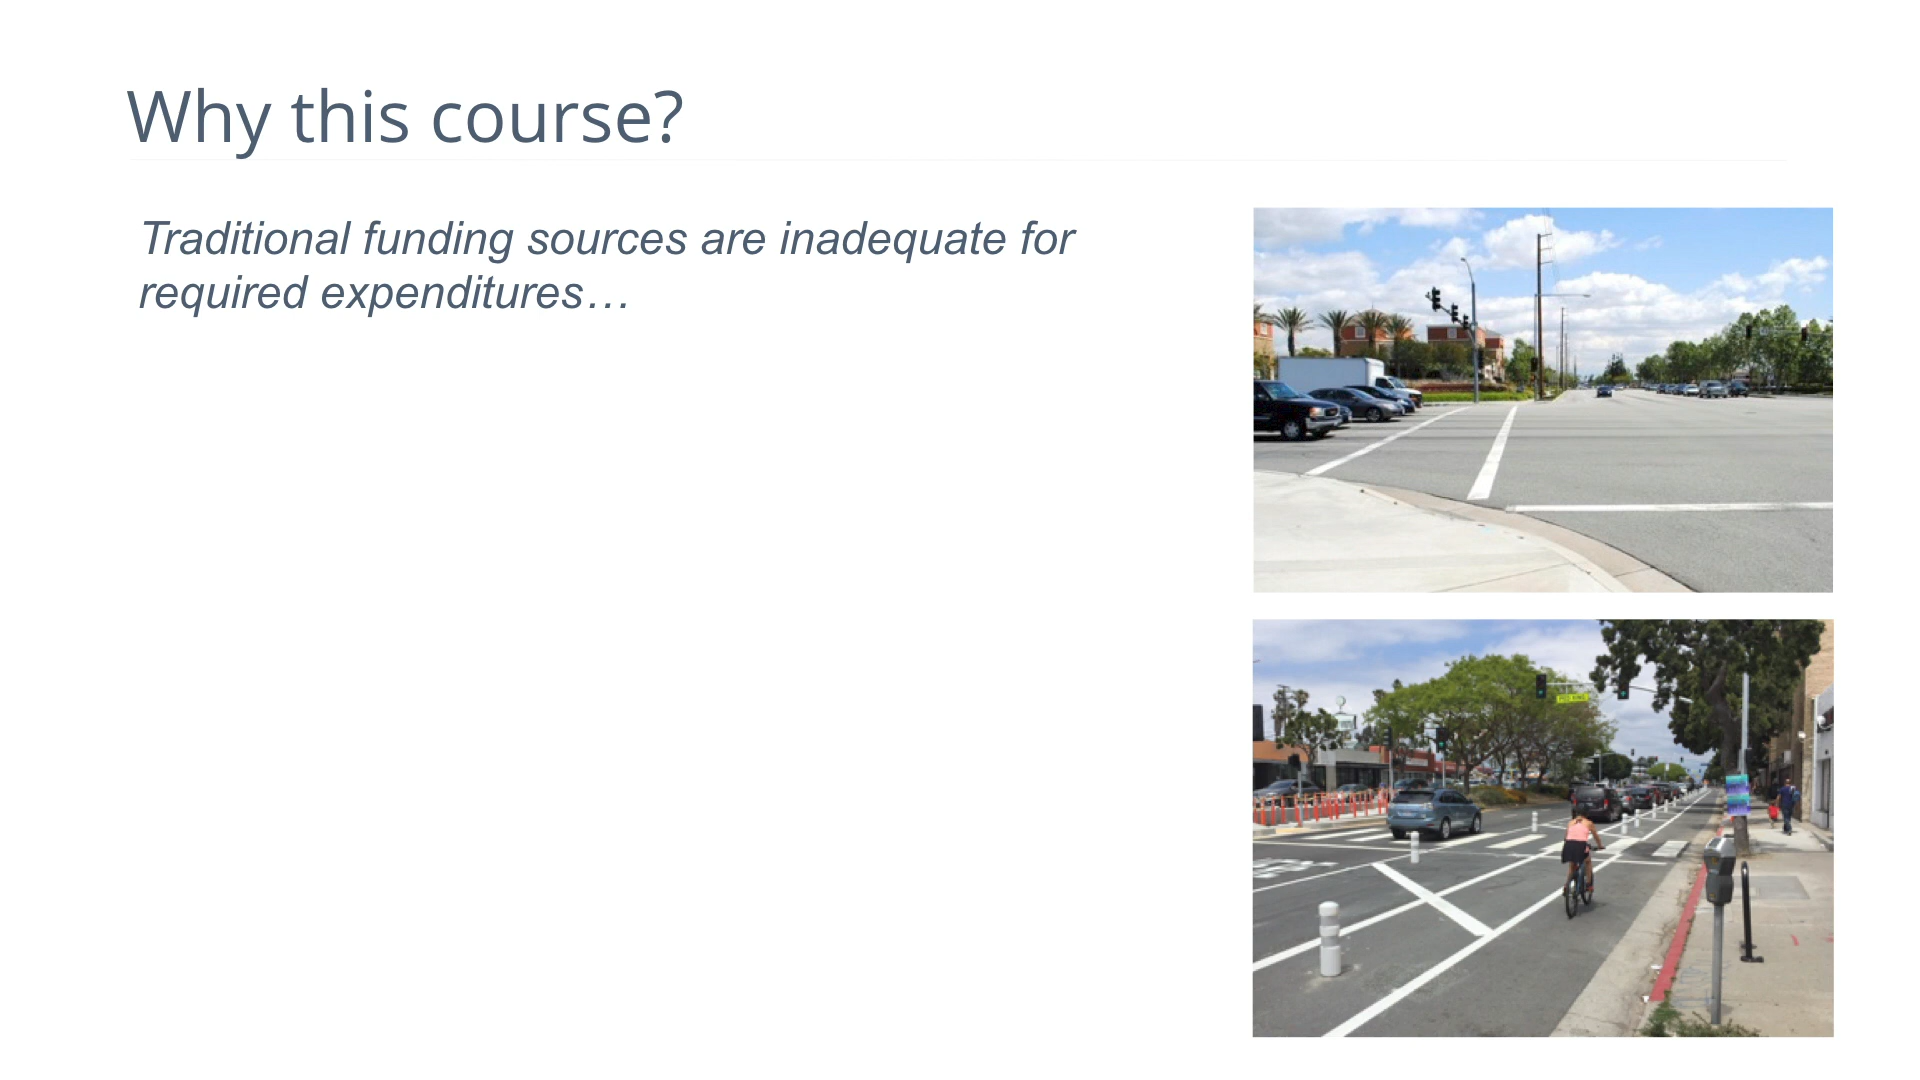 Why this course?
Traditional funding sources are inadequate for
required expenditures…